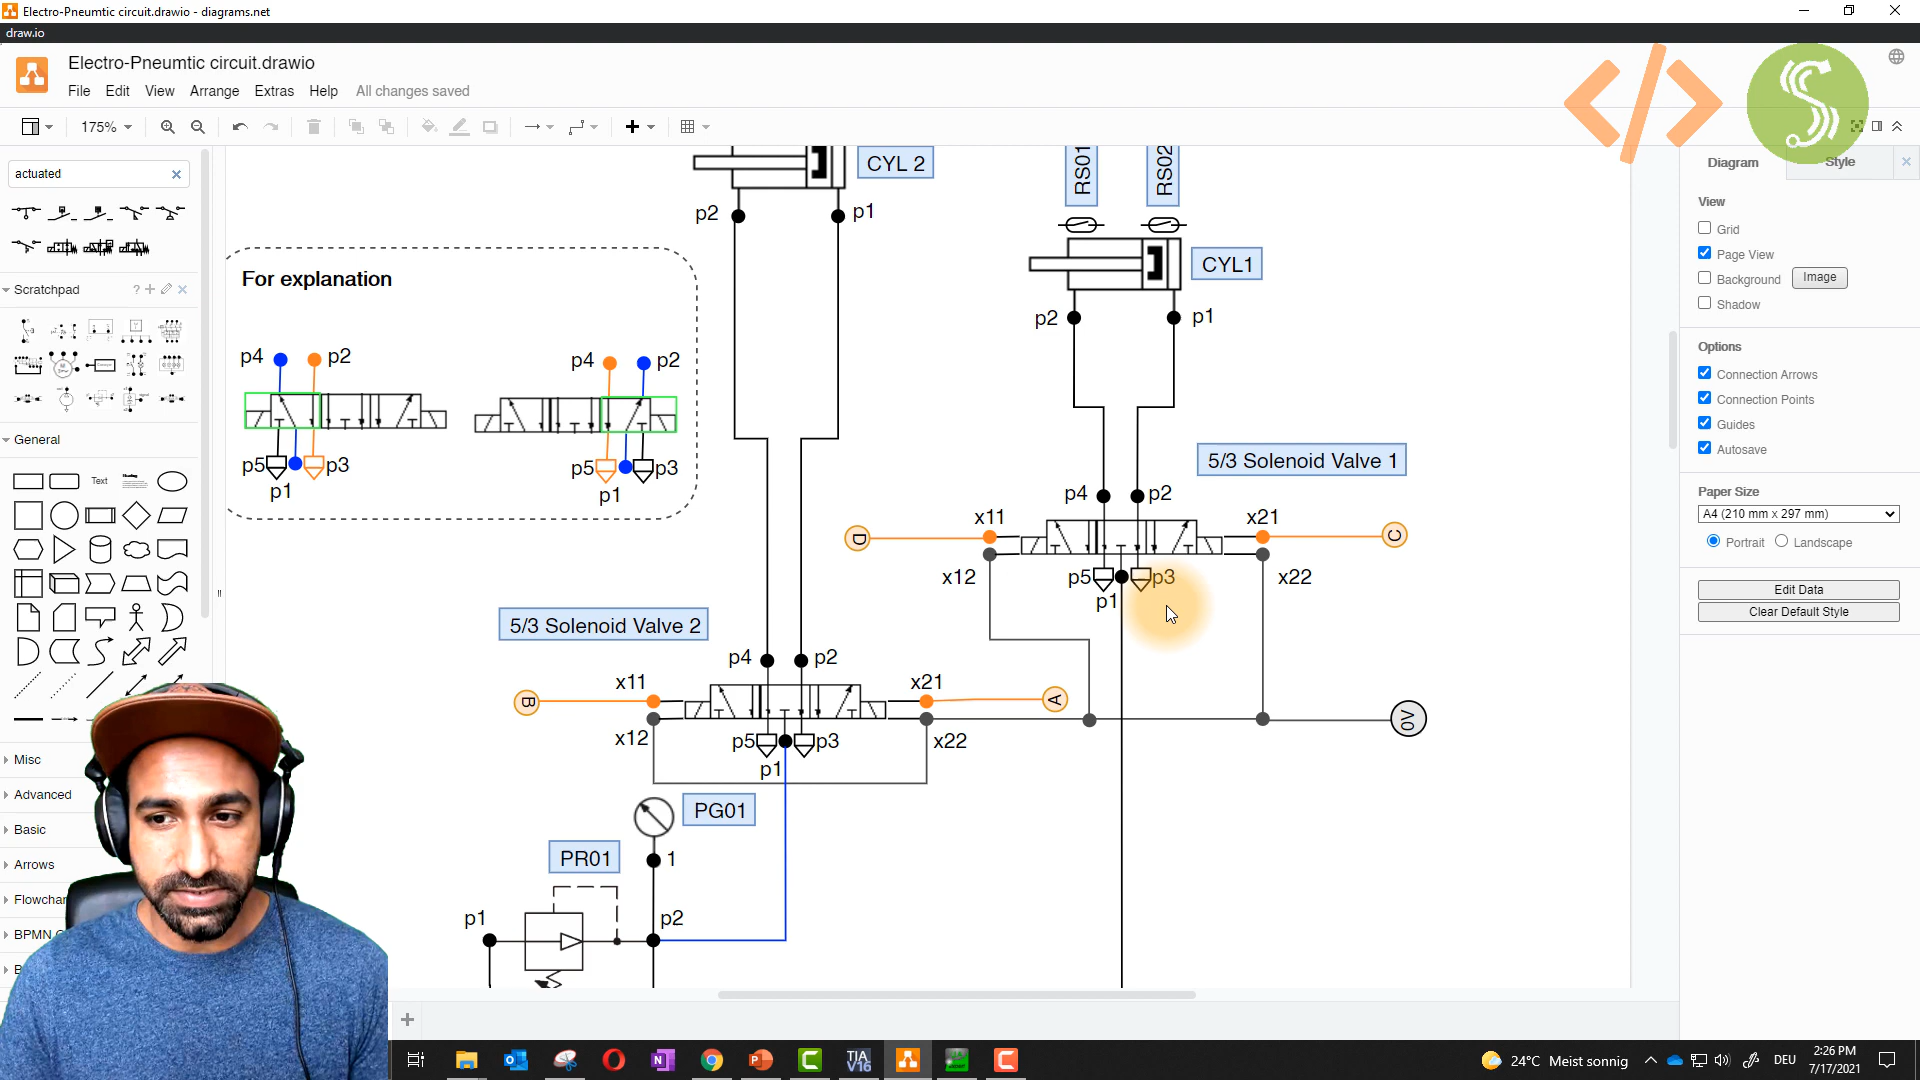 Electro-Pneumtic circuit.drawio - diagrams.net
draw.io
Electro-Pneumtic circuit.drawio
File Edit View Arrange Extras Help All changes saved
175%
actuated
Scratchpad
?
General
Text
Heading
Misc
Advanced
Basic
Arrows
Flowchar
BPMN
B
For explanation
p4 p2
p5 p3
p1
p4 p2
p5 p3
p1
CYL 2
p2 p1
RS01
RS02
CYL1
p2 p1
5/3 Solenoid Valve 1
p4 p2
x11 x21
D
C
x12 x22
p5 p3
p1
5/3 Solenoid Valve 2
p4 p2
x11 x21
B
A
x12 x22
p5 p3
p1
0V
PG01
PR01
1
p1 p2
Diagram Style
View
Grid
Page View
Background Image
Shadow
Options
Connection Arrows
Connection Points
Guides
Autosave
Paper Size
A4 (210 mm x 297 mm)
Portrait Landscape
Edit Data
Clear Default Style
</> S
TIA
V16
24°C Meist sonnig
DEU
2:26 PM
7/17/2021